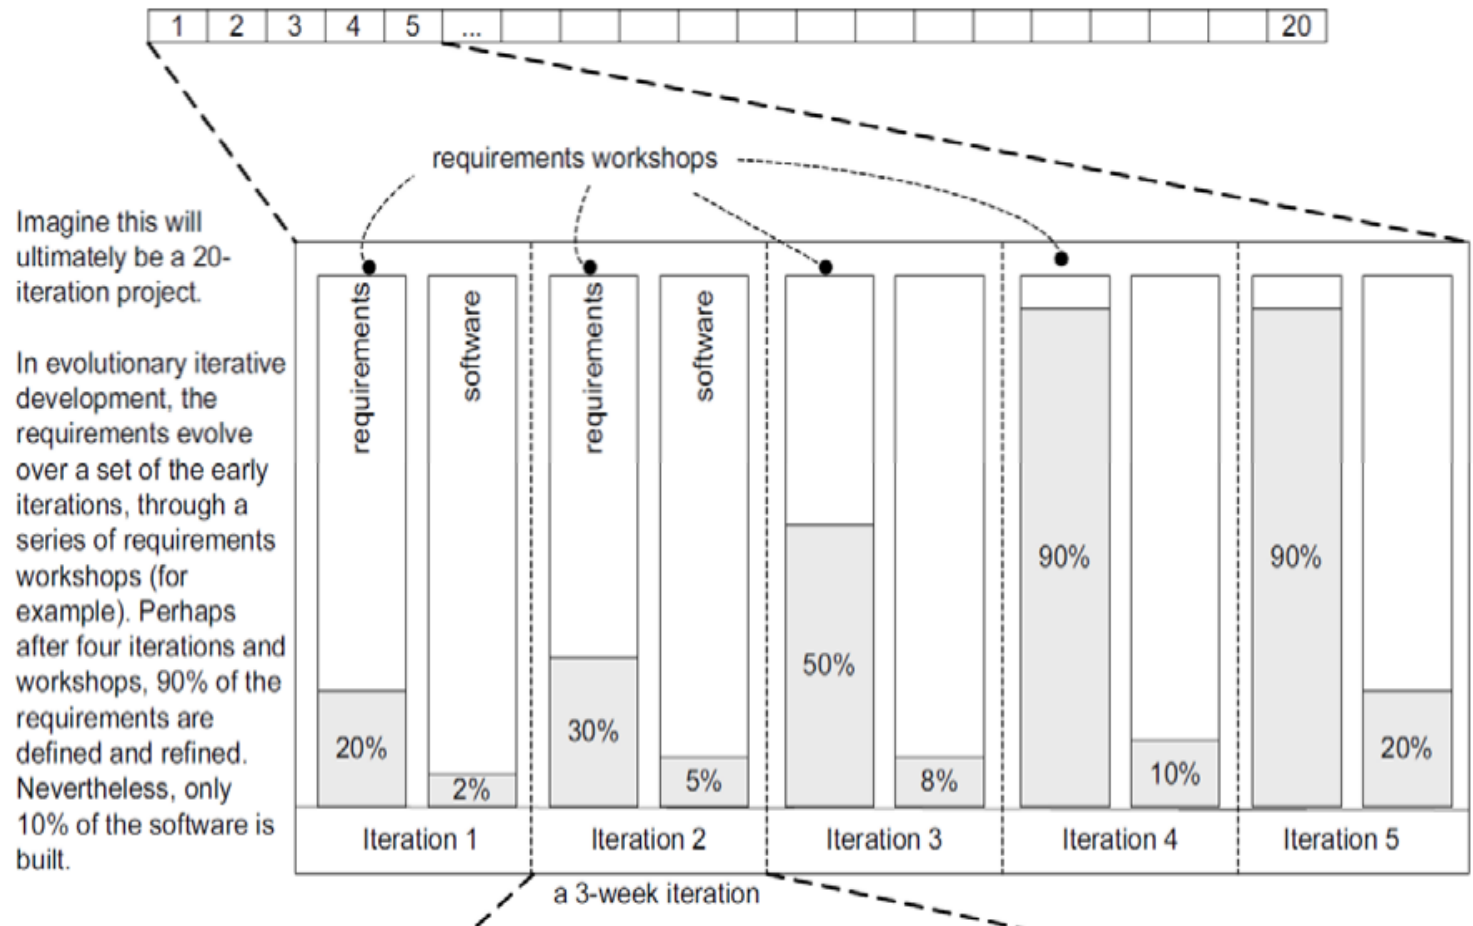 1 2 3 4 5 ... 20
requirements workshops
Imagine this will
ultimately be a 20-
iteration project.
In evolutionary iterative
development, the
requirements evolve
over a set of the early
iterations, through a
series of requirements
workshops (for
example). Perhaps
after four iterations and
workshops, 90% of the
requirements are
defined and refined.
Nevertheless, only
10% of the software is
built.
requirements
software
requirements
software
20%
2%
30%
5%
50%
8%
90%
10%
90%
20%
Iteration 1
Iteration 2
Iteration 3
Iteration 4
Iteration 5
a 3-week iteration